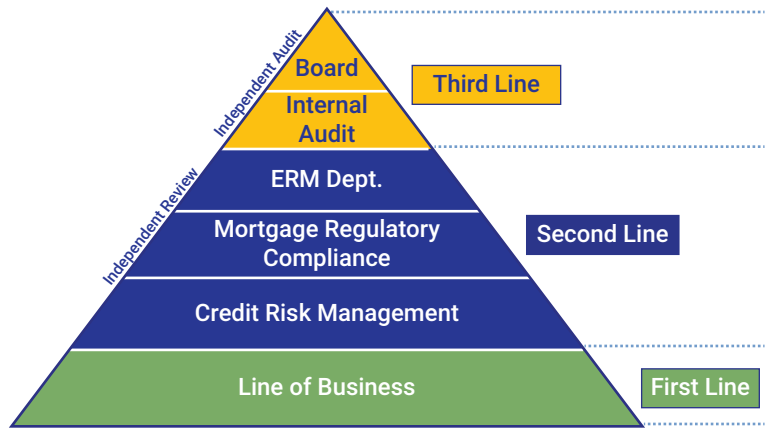 Independent Audit
Board
Third Line
Internal
Audit
Independent Review
ERM Dept.
Mortgage Regulatory
Compliance
Second Line
Credit Risk Management
Line of Business
First Line